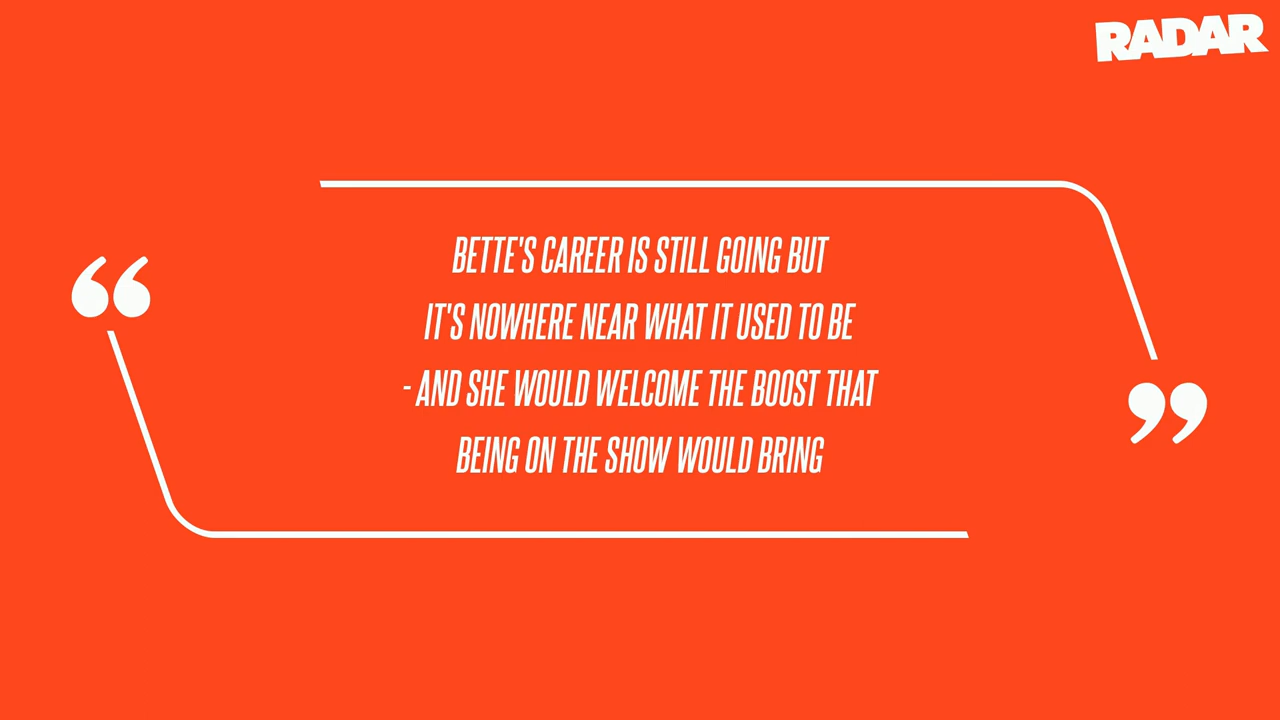 RADAR
“
BETTE'S CAREER IS STILL GOING BUT
IT'S NOWHERE NEAR WHAT IT USED TO BE
- AND SHE WOULD WELCOME THE BOOST THAT
BEING ON THE SHOW WOULD BRING
”